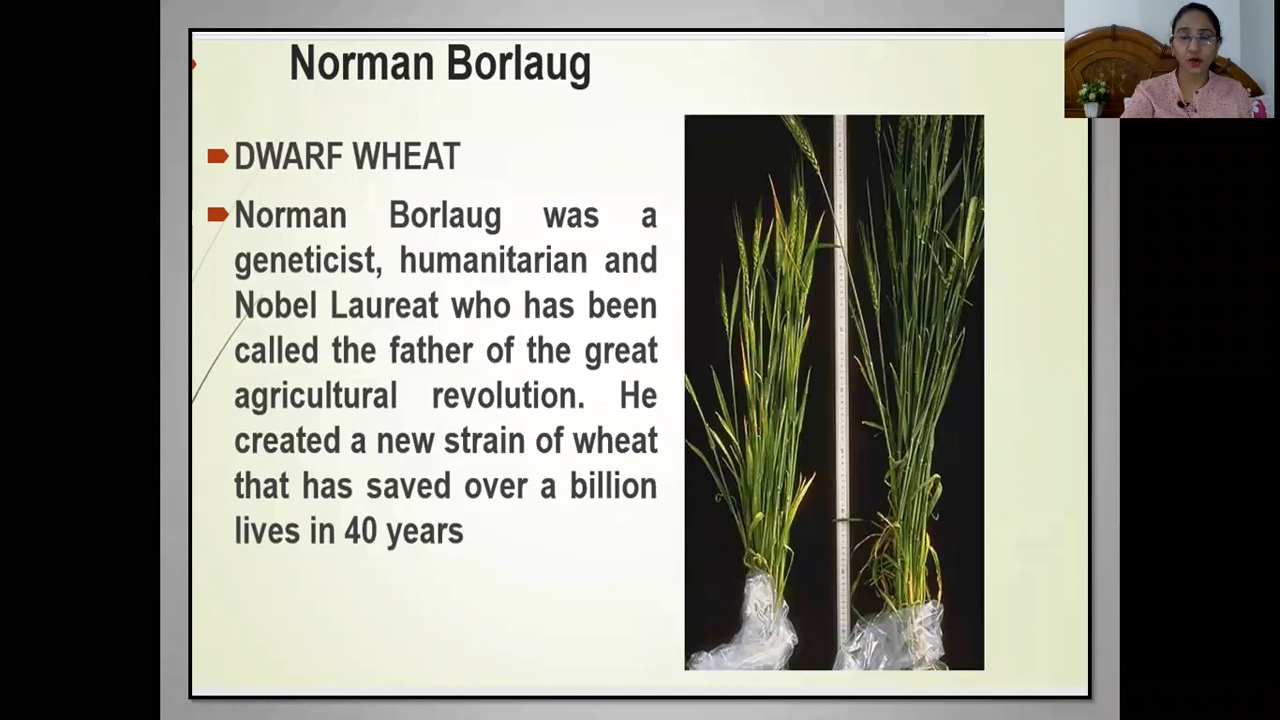 Norman Borlaug
DWARF WHEAT
Norman Borlaug was a
geneticist, humanitarian and
Nobel Laureat who has been
called the father of the great
agricultural revolution. He
created a new strain of wheat
that has saved over a billion
lives in 40 years